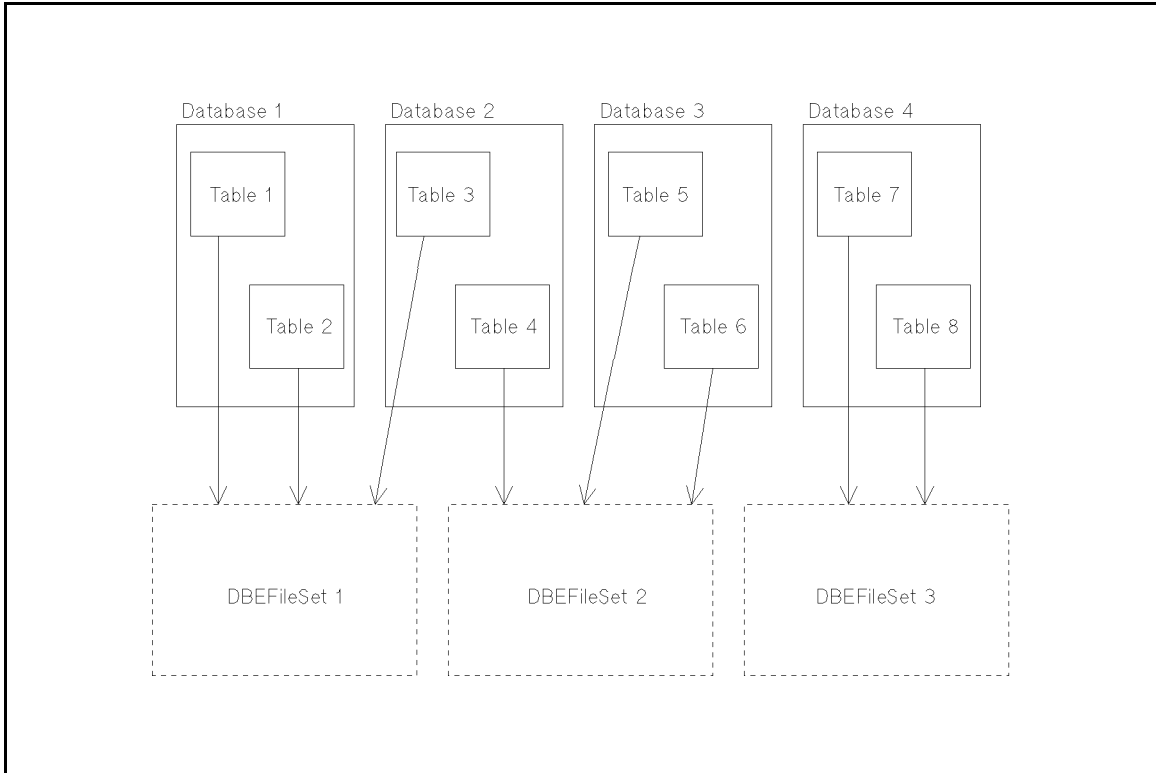 Database 1
Database 2
Database 3
Database 4
Table 1
Table 3
Table 5
Table 7
Table 2
Table 4
Table 6
Table 8
DBEFileSet 1
DBEFileSet 2
DBEFileSet 3